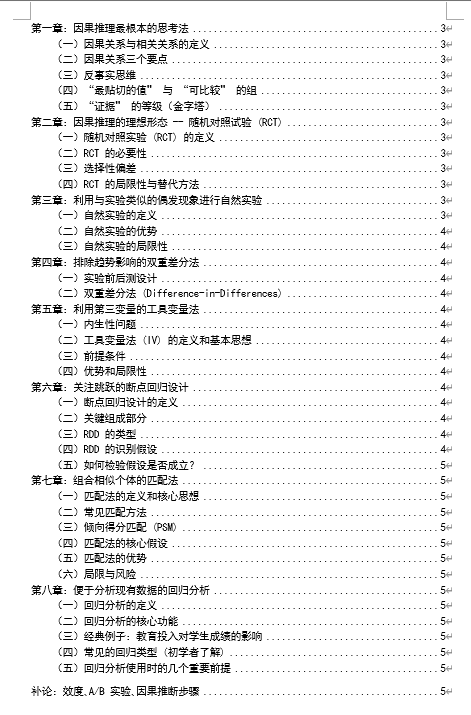 第一章：因果推理最根本的思考法 3
（一）因果关系与相关关系的定义 3
（二）因果关系三个要点 3
（三）反事实思维 3
（四）“最贴切的值” 与 “可比较” 的组 3
（五）“证据” 的等级（金字塔） 3
第二章：因果推理的理想形态 -- 随机对照试验 (RCT) 3
（一）随机对照实验 (RCT) 的定义 3
（二）RCT 的必要性 3
（三）选择性偏差 3
（四）RCT 的局限性与替代方法 3
第三章：利用与实验类似的偶发现象进行自然实验 3
（一）自然实验的定义 3
（二）自然实验的优势 4
（三）自然实验的局限性 4
第四章：排除趋势影响的双重差分法 4
（一）实验前后测设计 4
（二）双重差分法 (Difference-in-Differences) 4
第五章：利用第三变量的工具变量法 4
（一）内生性问题 4
（二）工具变量法 (IV) 的定义和基本思想 4
（三）前提条件 4
（四）优势和局限性 4
第六章：关注跳跃的断点回归设计 4
（一）断点回归设计的定义 4
（二）关键组成部分 4
（三）RDD 的类型 4
（四）RDD 的识别假设 4
（五）如何检验假设是否成立？ 5
第七章：组合相似个体的匹配法 5
（一）匹配法的定义和核心思想 5
（二）常见匹配方法 5
（三）倾向得分匹配 (PSM) 5
（四）匹配法的核心假设 5
（五）匹配法的优势 5
（六）局限与风险 5
第八章：便于分析现有数据的回归分析 5
（一）回归分析的定义 5
（二）回归分析的核心功能 5
（三）经典例子：教育投入对学生成绩的影响 5
（四）常见的回归类型（初学者了解） 5
（五）回归分析使用时的几个重要前提 5
补论：效度、A/B 实验、因果推断步骤 5